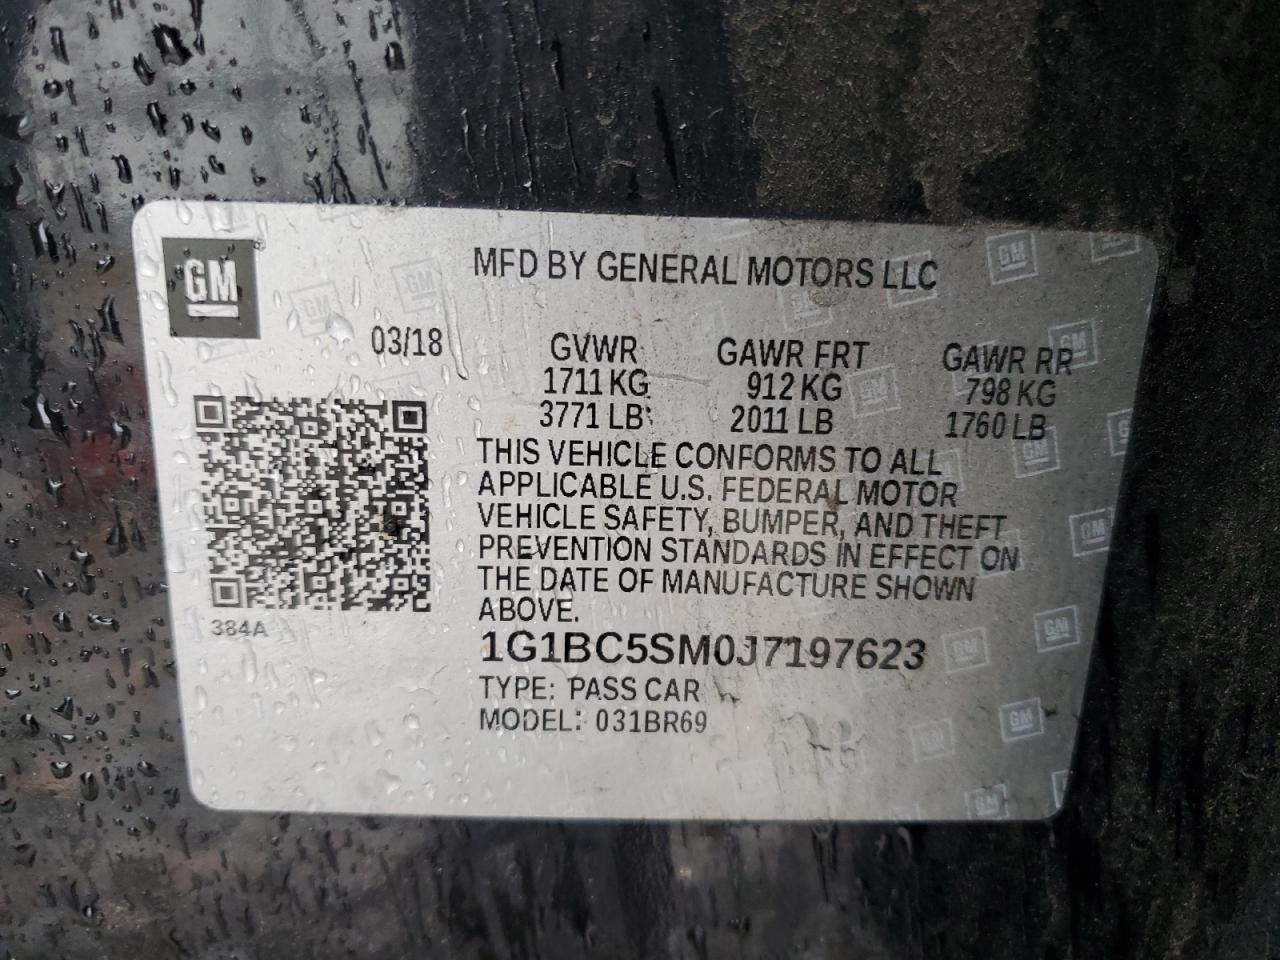 GM
MFD BY GENERAL MOTORS LLC
03/18
GVWR GAWR FRT GAWR RR
1711 KG 912 KG 798 KG
3771 LB 2011 LB 1760 LB
THIS VEHICLE CONFORMS TO ALL
APPLICABLE U.S. FEDERAL MOTOR
VEHICLE SAFETY, BUMPER, AND THEFT
PREVENTION STANDARDS IN EFFECT ON
THE DATE OF MANUFACTURE SHOWN
ABOVE.
384A
1G1BC5SM0J7197623
TYPE: PASS CAR
MODEL: 031BR69